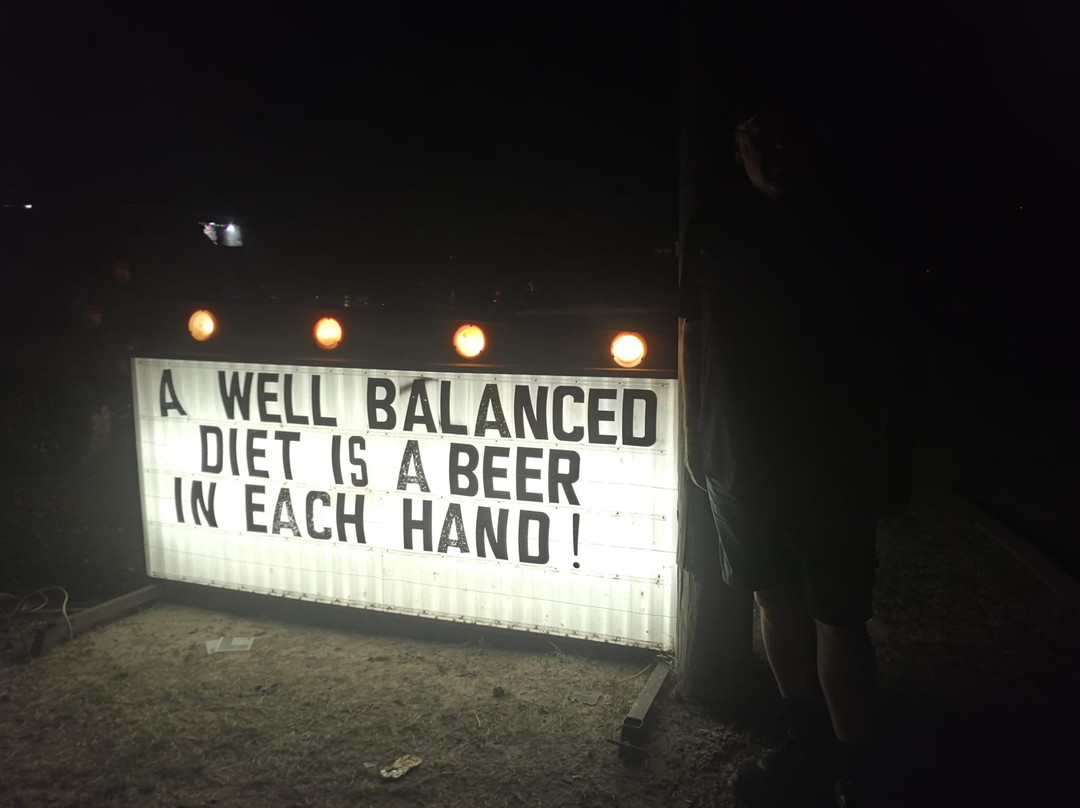 A WELL BALANCED
DIET IS A BEER
IN EACH HAND!